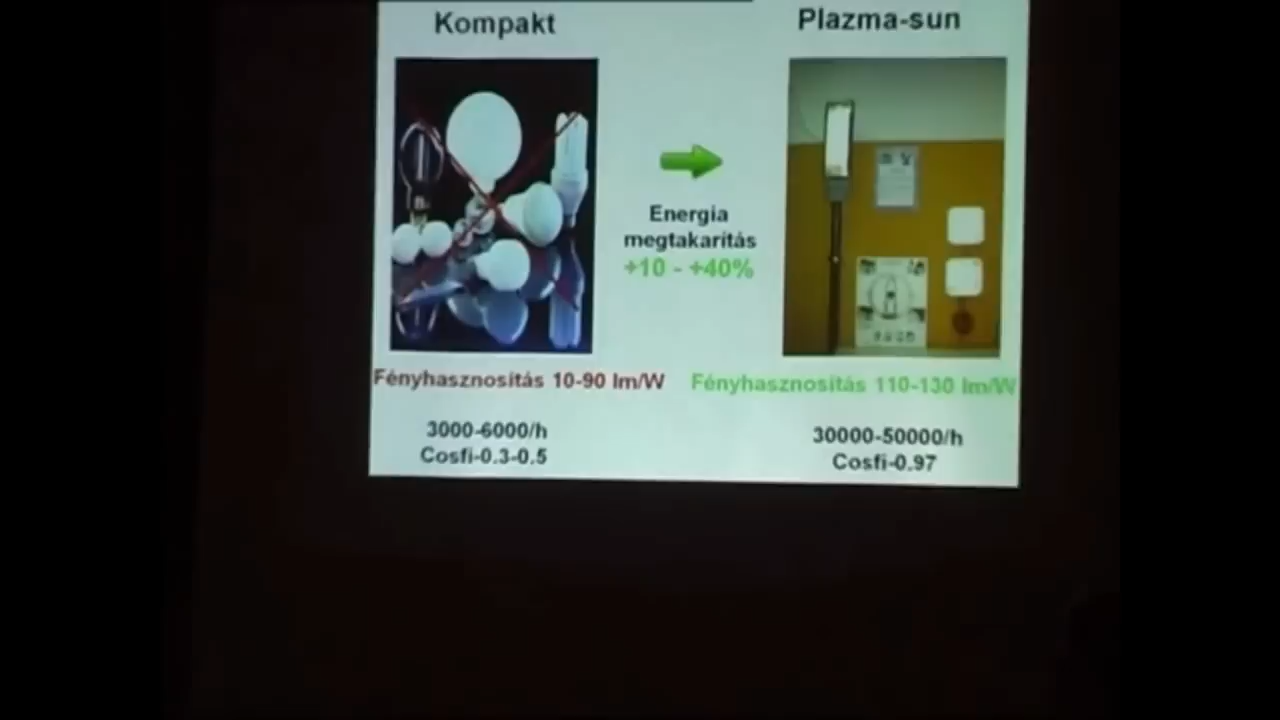 Kompakt
Plazma-sun
Energia
megtakarítás
+10 - +40%
Fényhasznosítás 10-90 lm/W
Fényhasznosítás 110-130 lm/W
3000-6000/h
Cosfi-0.3-0.5
30000-50000/h
Cosfi-0.97